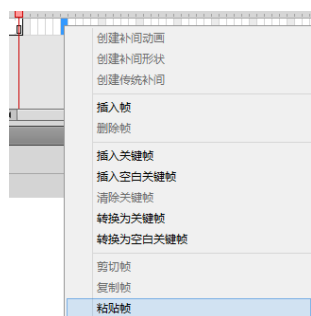 创建补间动画
创建补间形状
创建传统补间
插入帧
删除帧
插入关键帧
插入空白关键帧
清除关键帧
转换为关键帧
转换为空白关键帧
剪切帧
复制帧
粘贴帧